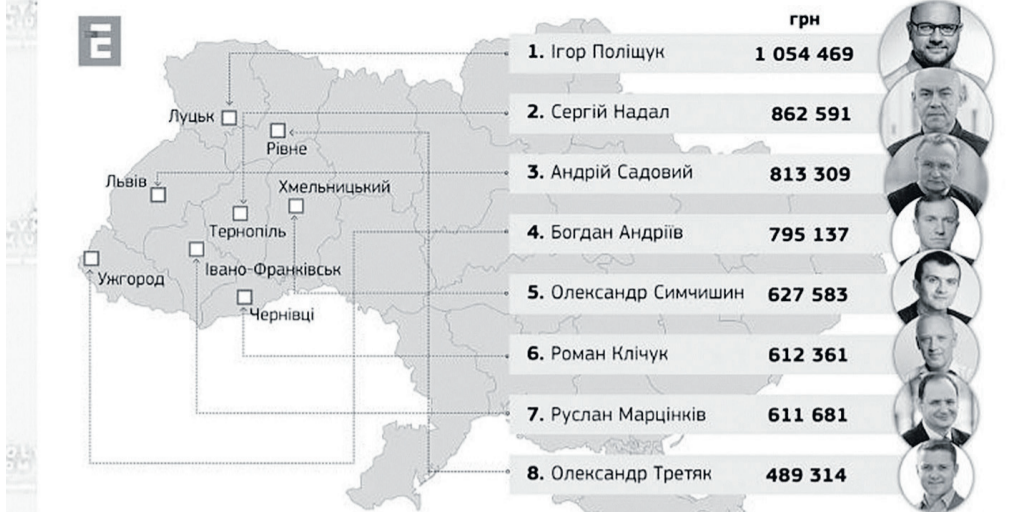 грн
1. Ігор Поліщук 1 054 469
2. Сергій Надал 862 591
3. Андрій Садовий 813 309
4. Богдан Андріїв 795 137
5. Олександр Симчишин 627 583
6. Роман Клічук 612 361
7. Руслан Марцінків 611 681
8. Олександр Третяк 489 314
Луцьк
Рівне
Львів
Хмельницький
Тернопіль
Івано-Франківськ
Ужгород
Чернівці